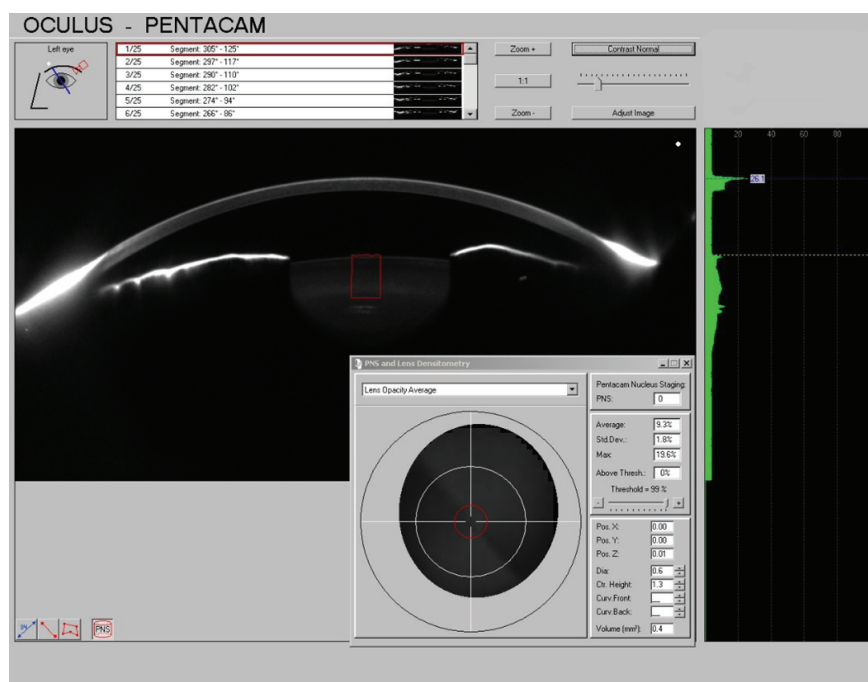 OCULUS - PENTACAM
Left eye
1/25 Segment: 305° - 125°
2/25 Segment: 297° - 117°
3/25 Segment: 290° - 110°
4/25 Segment: 282° - 102°
5/25 Segment: 274° - 94°
6/25 Segment: 266° - 86°
Zoom +
1:1
Zoom -
Contrast Normal
Adjust Image
20 40 60 80
26.1
PNS and Lens Densitometry
Lens Opacity Average
Pentacam Nucleus Staging:
PNS: 0
Average: 9.3%
Std.Dev.: 1.8%
Max: 19.6%
Above Thresh.: 0%
Threshold = 99 %
- +
Pos. X: 0.00
Pos. Y: 0.00
Pos. Z: 0.01
Dia: 0.6
Ctr. Height: 1.3
Curv.Front:
Curv.Back:
Volume (mm³): 0.4
PNS